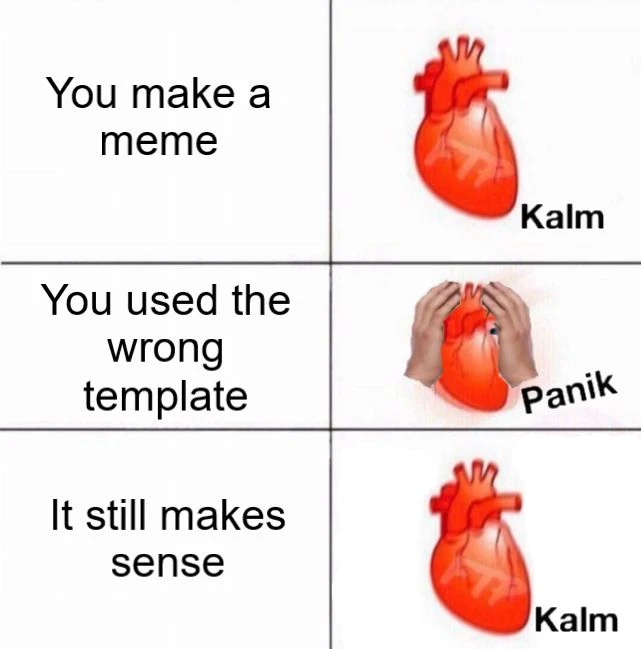 You make a
meme
Kalm
You used the
wrong
template
Panik
It still makes
sense
Kalm